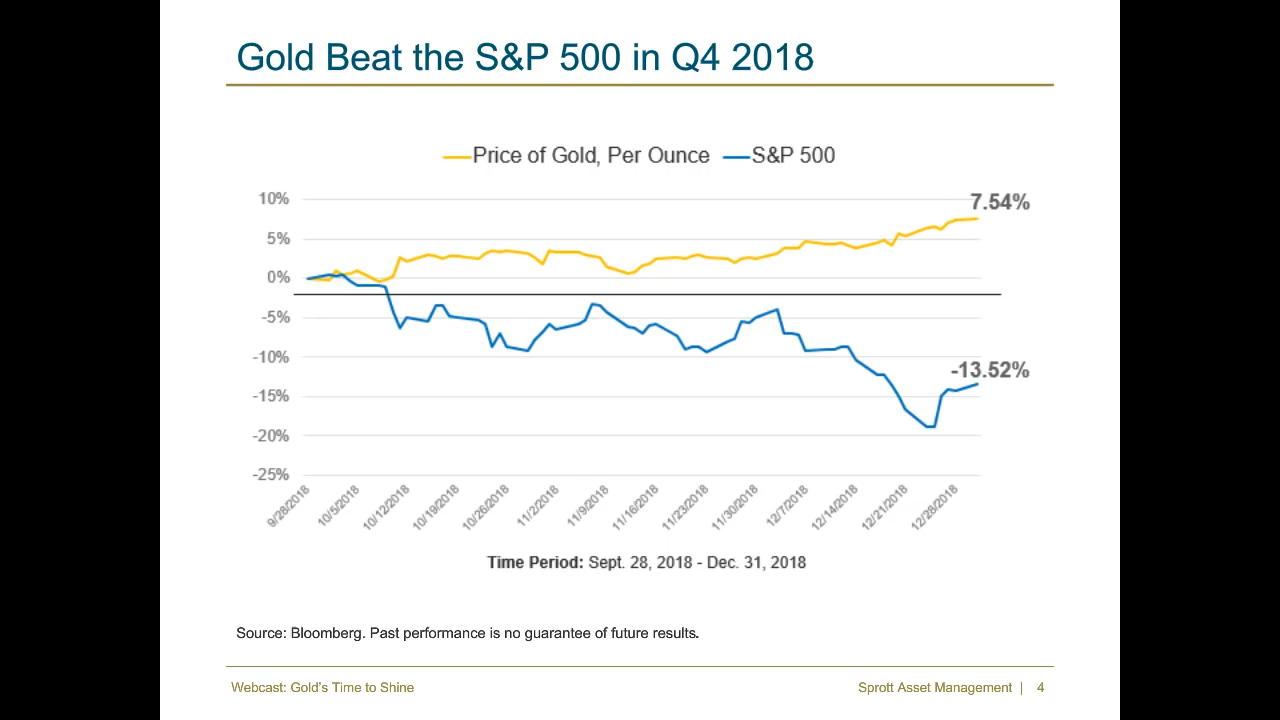 Gold Beat the S&P 500 in Q4 2018
Price of Gold, Per Ounce S&P 500
10%
7.54%
5%
0%
-5%
-10%
-13.52%
-15%
-20%
-25%
9/28/2018 10/5/2018 10/12/2018 10/19/2018 10/26/2018 11/2/2018 11/9/2018 11/16/2018 11/23/2018 11/30/2018 12/7/2018 12/14/2018 12/21/2018 12/28/2018
Time Period: Sept. 28, 2018 - Dec. 31, 2018
Source: Bloomberg. Past performance is no guarantee of future results.
Webcast: Gold’s Time to Shine Sprott Asset Management | 4